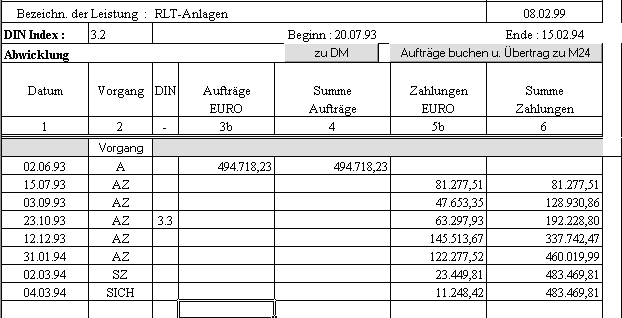 Bezeichn. der Leistung : RLT-Anlagen 08.02.99
DIN Index : 3.2 Beginn : 20.07.93 Ende : 15.02.94
Abwicklung zu DM Aufträge buchen u. Übertrag zu M24
Datum Vorgang DIN Aufträge Summe Zahlungen Summe
EURO Aufträge EURO Zahlungen
1 2 - 3b 4 5b 6
Vorgang
02.06.93 A 494.718,23 494.718,23
15.07.93 AZ 81.277,51 81.277,51
03.09.93 AZ 47.653,35 128.930,86
23.10.93 AZ 3.3 63.297,93 192.228,80
12.12.93 AZ 145.513,67 337.742,47
31.01.94 AZ 122.277,52 460.019,99
02.03.94 SZ 23.449,81 483.469,81
04.03.94 SICH 11.248,42 483.469,81